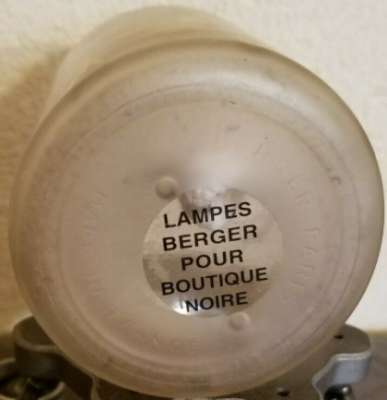 LAMPES
BERGER
POUR
BOUTIQUE
NOIRE